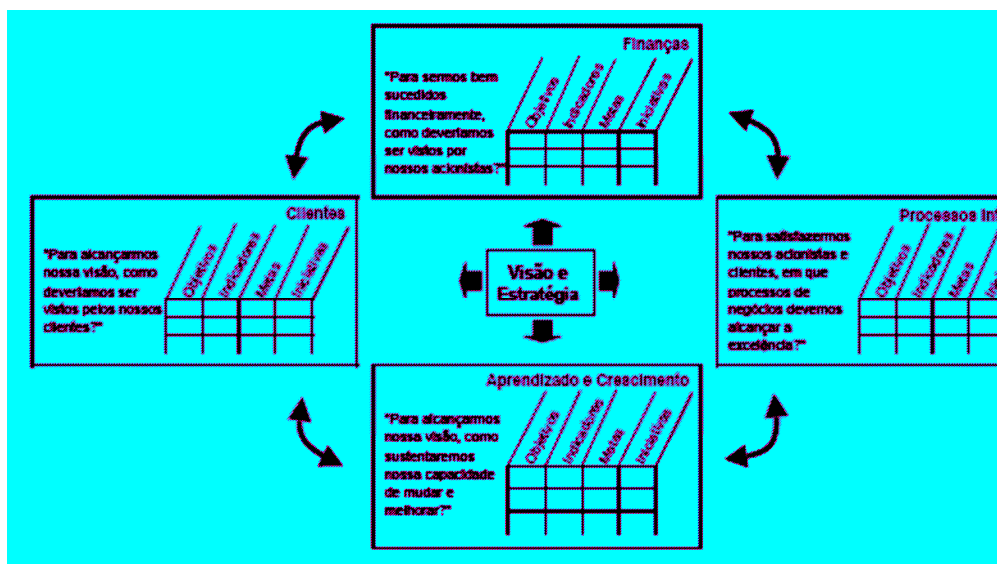 Finanças
"Para sermos bem
sucedidos
financeiramente,
como deveríamos
ser vistos por
nossos acionistas?"
Objetivos
Indicadores
Metas
Iniciativas
Clientes
"Para alcançarmos
nossa visão, como
deveríamos ser
vistos pelos nossos
clientes?"
Objetivos
Indicadores
Metas
Iniciativas
Visão e
Estratégia
Processos Int
"Para satisfazermos
nossos acionistas e
clientes, em que
processos de
negócios devemos
alcançar a
excelência?"
Objetivos
Indicadores
Metas
Aprendizado e Crescimento
"Para alcançarmos
nossa visão, como
sustentaremos
nossa capacidade
de mudar e
melhorar?"
Objetivos
Indicadores
Metas
Iniciativas